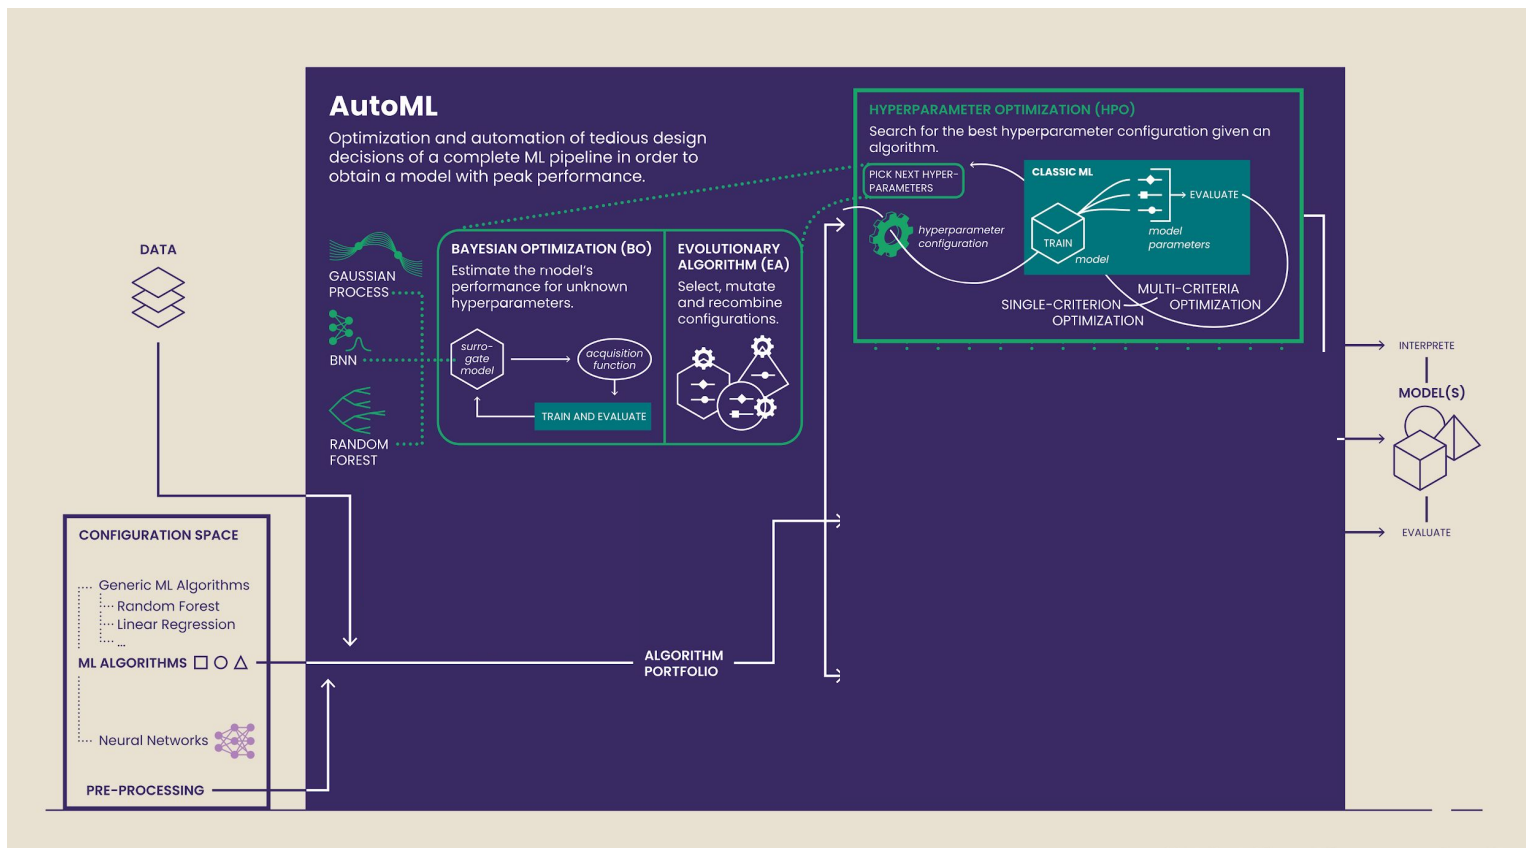 AutoML
Optimization and automation of tedious design
decisions of a complete ML pipeline in order to
obtain a model with peak performance.
HYPERPARAMETER OPTIMIZATION (HPO)
Search for the best hyperparameter configuration given an
algorithm.
PICK NEXT HYPER-
PARAMETERS
hyperparameter
configuration
CLASSIC ML
TRAIN
model
EVALUATE
model
parameters
MULTI-CRITERIA
OPTIMIZATION
SINGLE-CRITERION
OPTIMIZATION
DATA
GAUSSIAN
PROCESS
BNN
RANDOM
FOREST
BAYESIAN OPTIMIZATION (BO)
Estimate the model's
performance for unknown
hyperparameters.
surro-
gate
model
acquisition
function
TRAIN AND EVALUATE
EVOLUTIONARY
ALGORITHM (EA)
Select, mutate
and recombine
configurations.
INTERPRETE
MODEL(S)
EVALUATE
CONFIGURATION SPACE
Generic ML Algorithms
Random Forest
Linear Regression
...
ML ALGORITHMS
Neural Networks
PRE-PROCESSING
ALGORITHM
PORTFOLIO